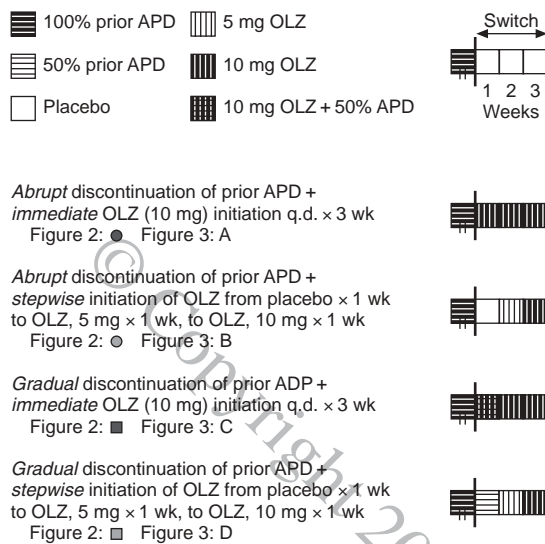 100% prior APD 5 mg OLZ
50% prior APD 10 mg OLZ
Placebo 10 mg OLZ + 50% APD
Switch
1 2 3
Weeks
Abrupt discontinuation of prior APD +
immediate OLZ (10 mg) initiation q.d. × 3 wk
Figure 2: ● Figure 3: A
Abrupt discontinuation of prior APD +
stepwise initiation of OLZ from placebo × 1 wk
to OLZ, 5 mg × 1 wk, to OLZ, 10 mg × 1 wk
Figure 2: ● Figure 3: B
Gradual discontinuation of prior ADP +
immediate OLZ (10 mg) initiation q.d. × 3 wk
Figure 2: ■ Figure 3: C
Gradual discontinuation of prior APD +
stepwise initiation of OLZ from placebo × 1 wk
to OLZ, 5 mg × 1 wk, to OLZ, 10 mg × 1 wk
Figure 2: ■ Figure 3: D
© Copyright 20